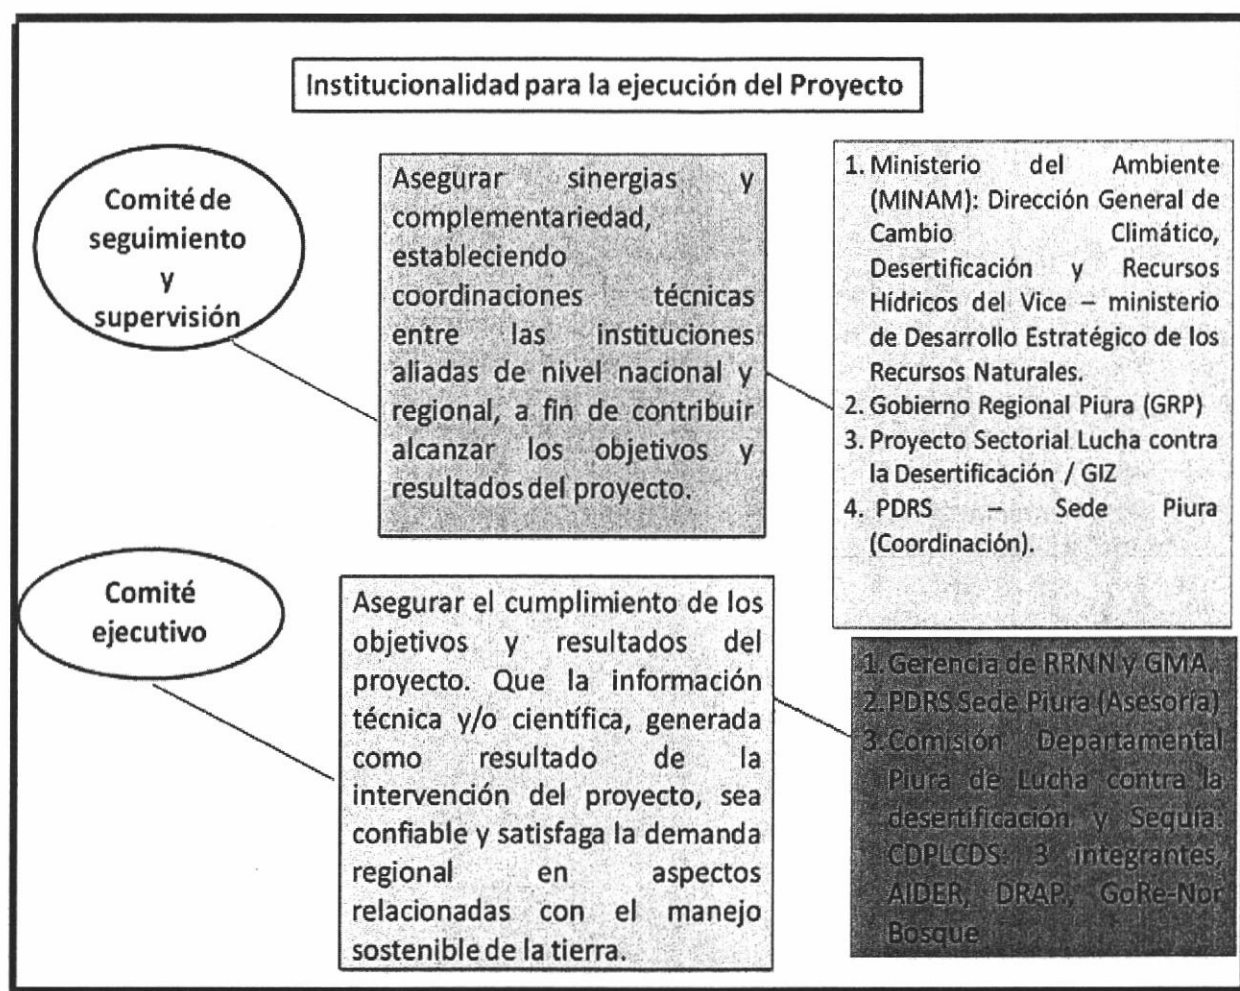 Institucionalidad para la ejecución del Proyecto
Comité de
seguimiento
y
supervisión
Asegurar sinergias y
complementariedad,
estableciendo
coordinaciones técnicas
entre las instituciones
aliadas de nivel nacional y
regional, a fin de contribuir
alcanzar los objetivos y
resultados del proyecto.
1. Ministerio del Ambiente
(MINAM): Dirección General de
Cambio Climático,
Desertificación y Recursos
Hídricos del Vice – ministerio
de Desarrollo Estratégico de los
Recursos Naturales.
2. Gobierno Regional Piura (GRP)
3. Proyecto Sectorial Lucha contra
la Desertificación / GIZ
4. PDRS – Sede Piura
(Coordinación).
Comité
ejecutivo
Asegurar el cumplimiento de los
objetivos y resultados del
proyecto. Que la información
técnica y/o científica, generada
como resultado de la
intervención del proyecto, sea
confiable y satisfaga la demanda
regional en aspectos
relacionadas con el manejo
sostenible de la tierra.
1. Gerencia de RRNN y GMA.
2. PDRS Sede Piura (Asesoría)
3. Comisión Departamental
Piura de Lucha contra la
desertificación y Sequía:
CDPLCDS: 3 integrantes,
AIDER, DRAP, GoRe-Nor
Bosque